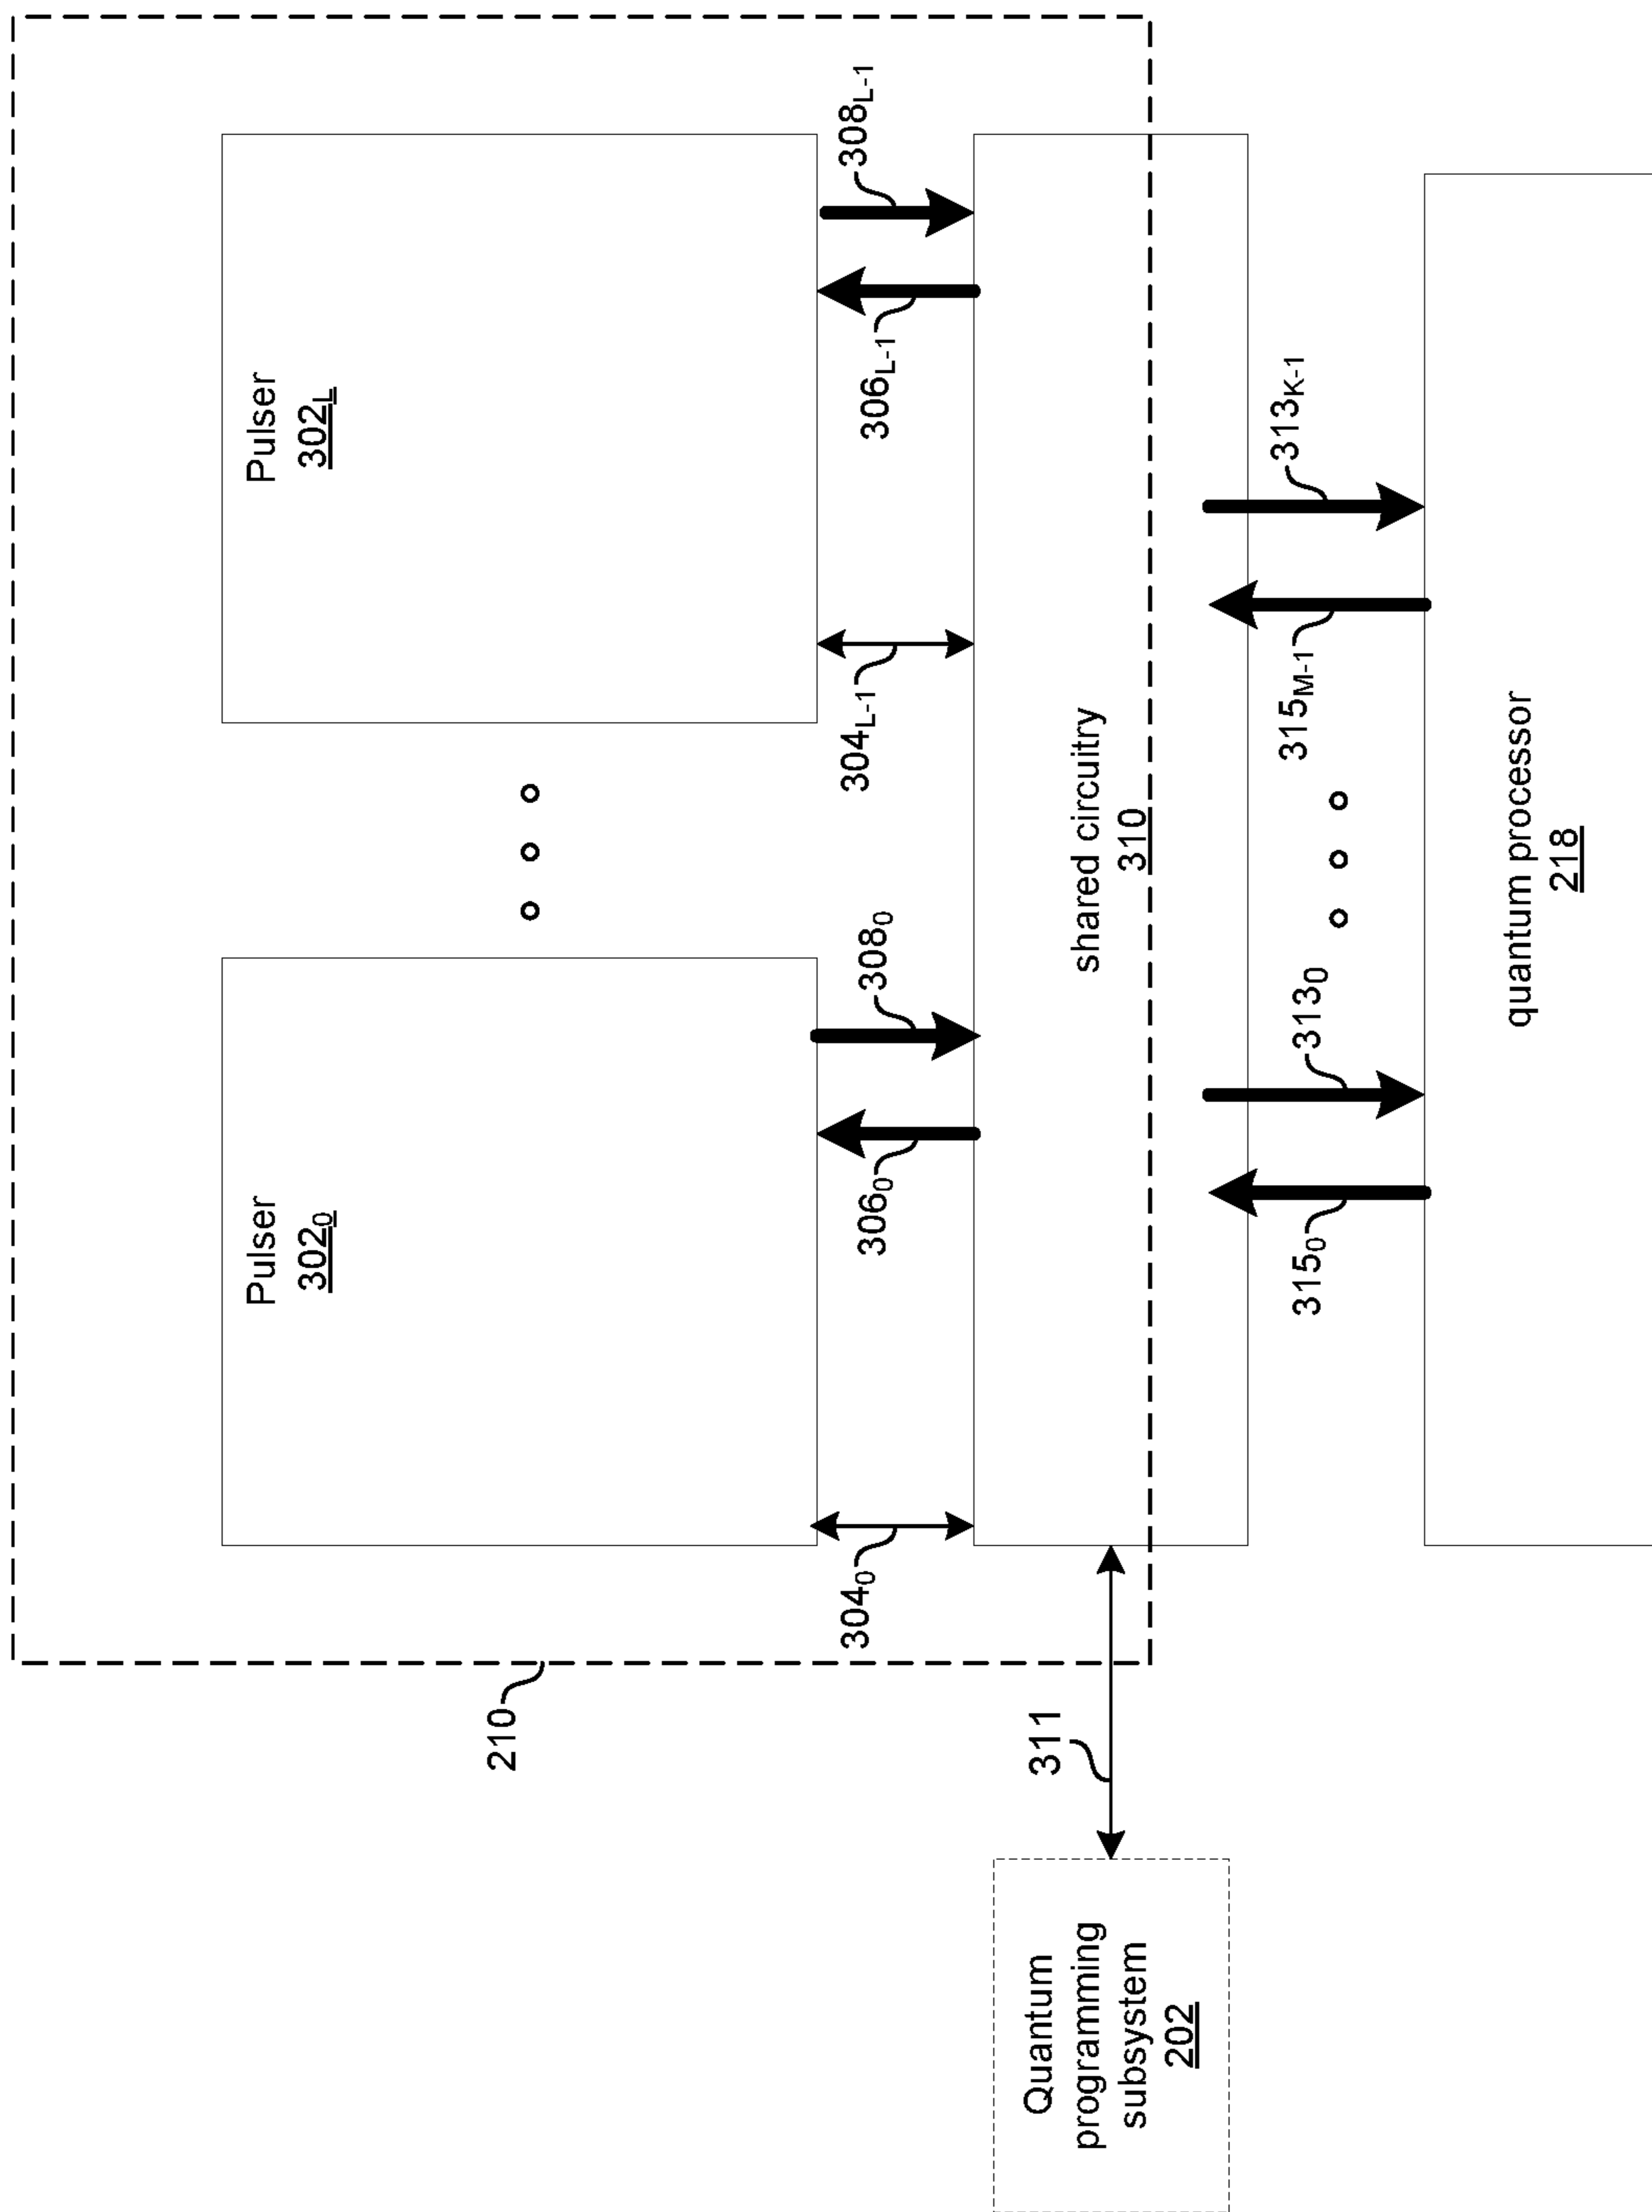 Pulser
3020
Pulser
302L
210
3040
3060
3080
304L-1
306L-1
308L-1
shared circuitry
310
311
Quantum
programming
subsystem
202
3150
3130
315M-1
313K-1
quantum processor
218